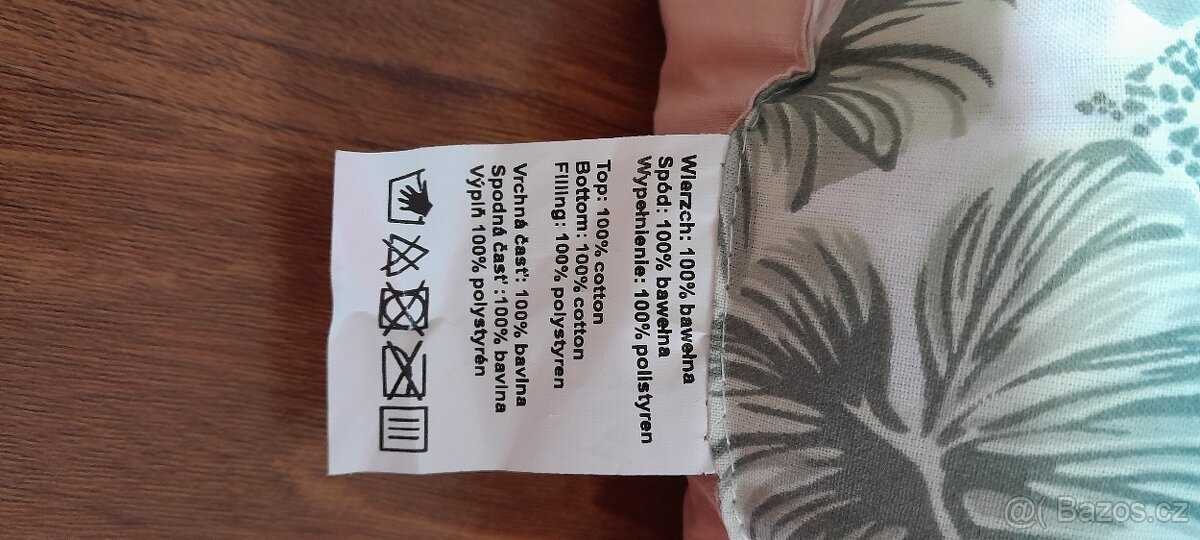 Wierzch: 100% bawełna
Spód: 100% bawełna
Wypełnienie: 100% polistyren
Top: 100% cotton
Bottom: 100% cotton
Filling: 100% polystyren
Vrchná časť: 100% bavlna
Spodná časť :100% bavlna
Výplň 100% polystyrén
@( Bazos.cz